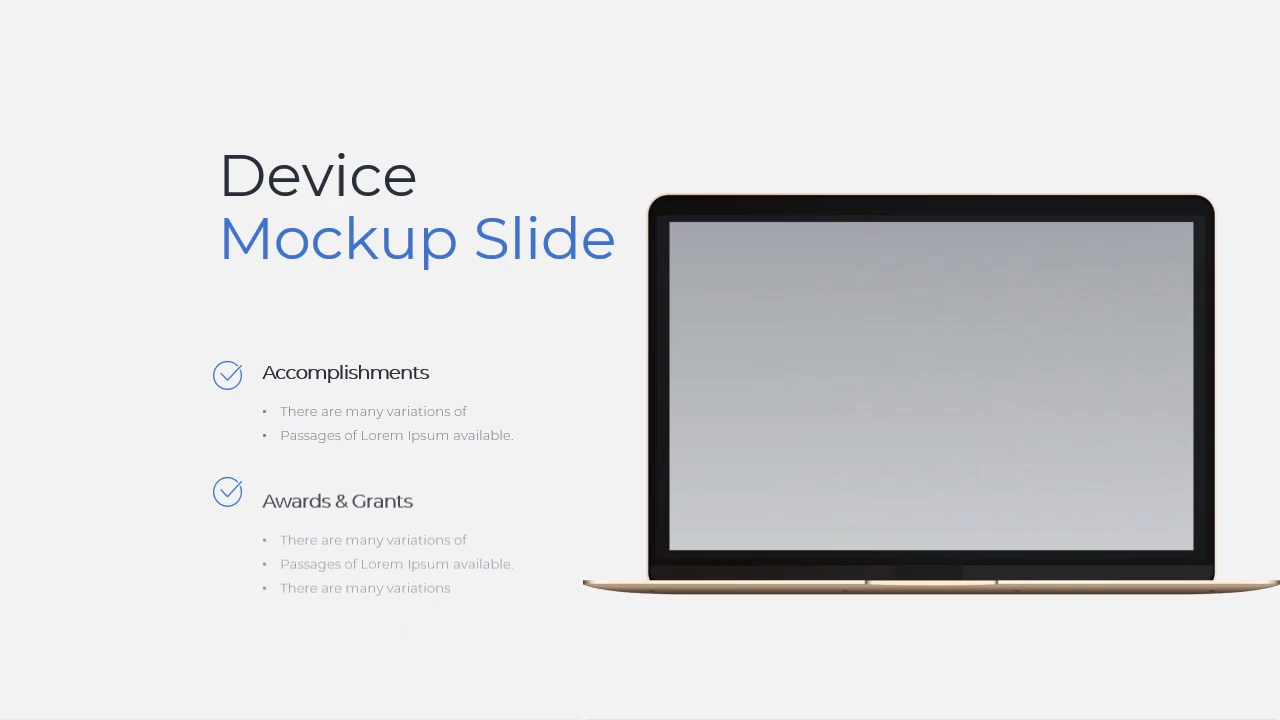 Device
Mockup Slide
Accomplishments
• There are many variations of
• Passages of Lorem Ipsum available.
Awards & Grants
• There are many variations of
• Passages of Lorem Ipsum available.
• There are many variations